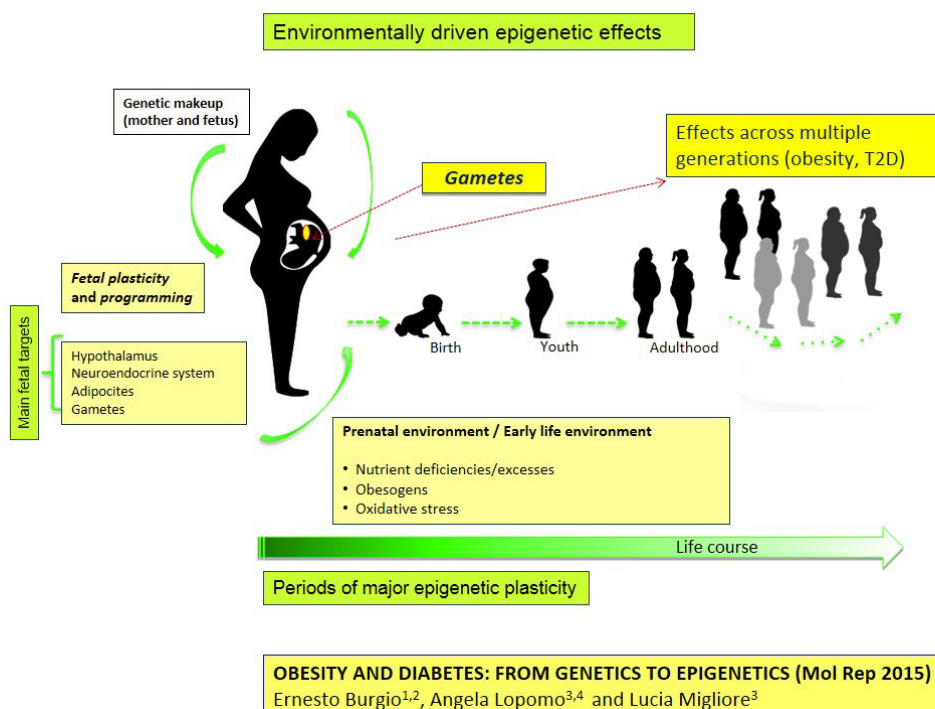 Environmentally driven epigenetic effects
Genetic makeup
(mother and fetus)
Effects across multiple
generations (obesity, T2D)
Gametes
Fetal plasticity
and programming
Main fetal targets
Hypothalamus
Neuroendocrine system
Adipocites
Gametes
Birth
Youth
Adulthood
Prenatal environment / Early life environment
• Nutrient deficiencies/excesses
• Obesogens
• Oxidative stress
Life course
Periods of major epigenetic plasticity
OBESITY AND DIABETES: FROM GENETICS TO EPIGENETICS (Mol Rep 2015)
Ernesto Burgio1,2, Angela Lopomo3,4 and Lucia Migliore3